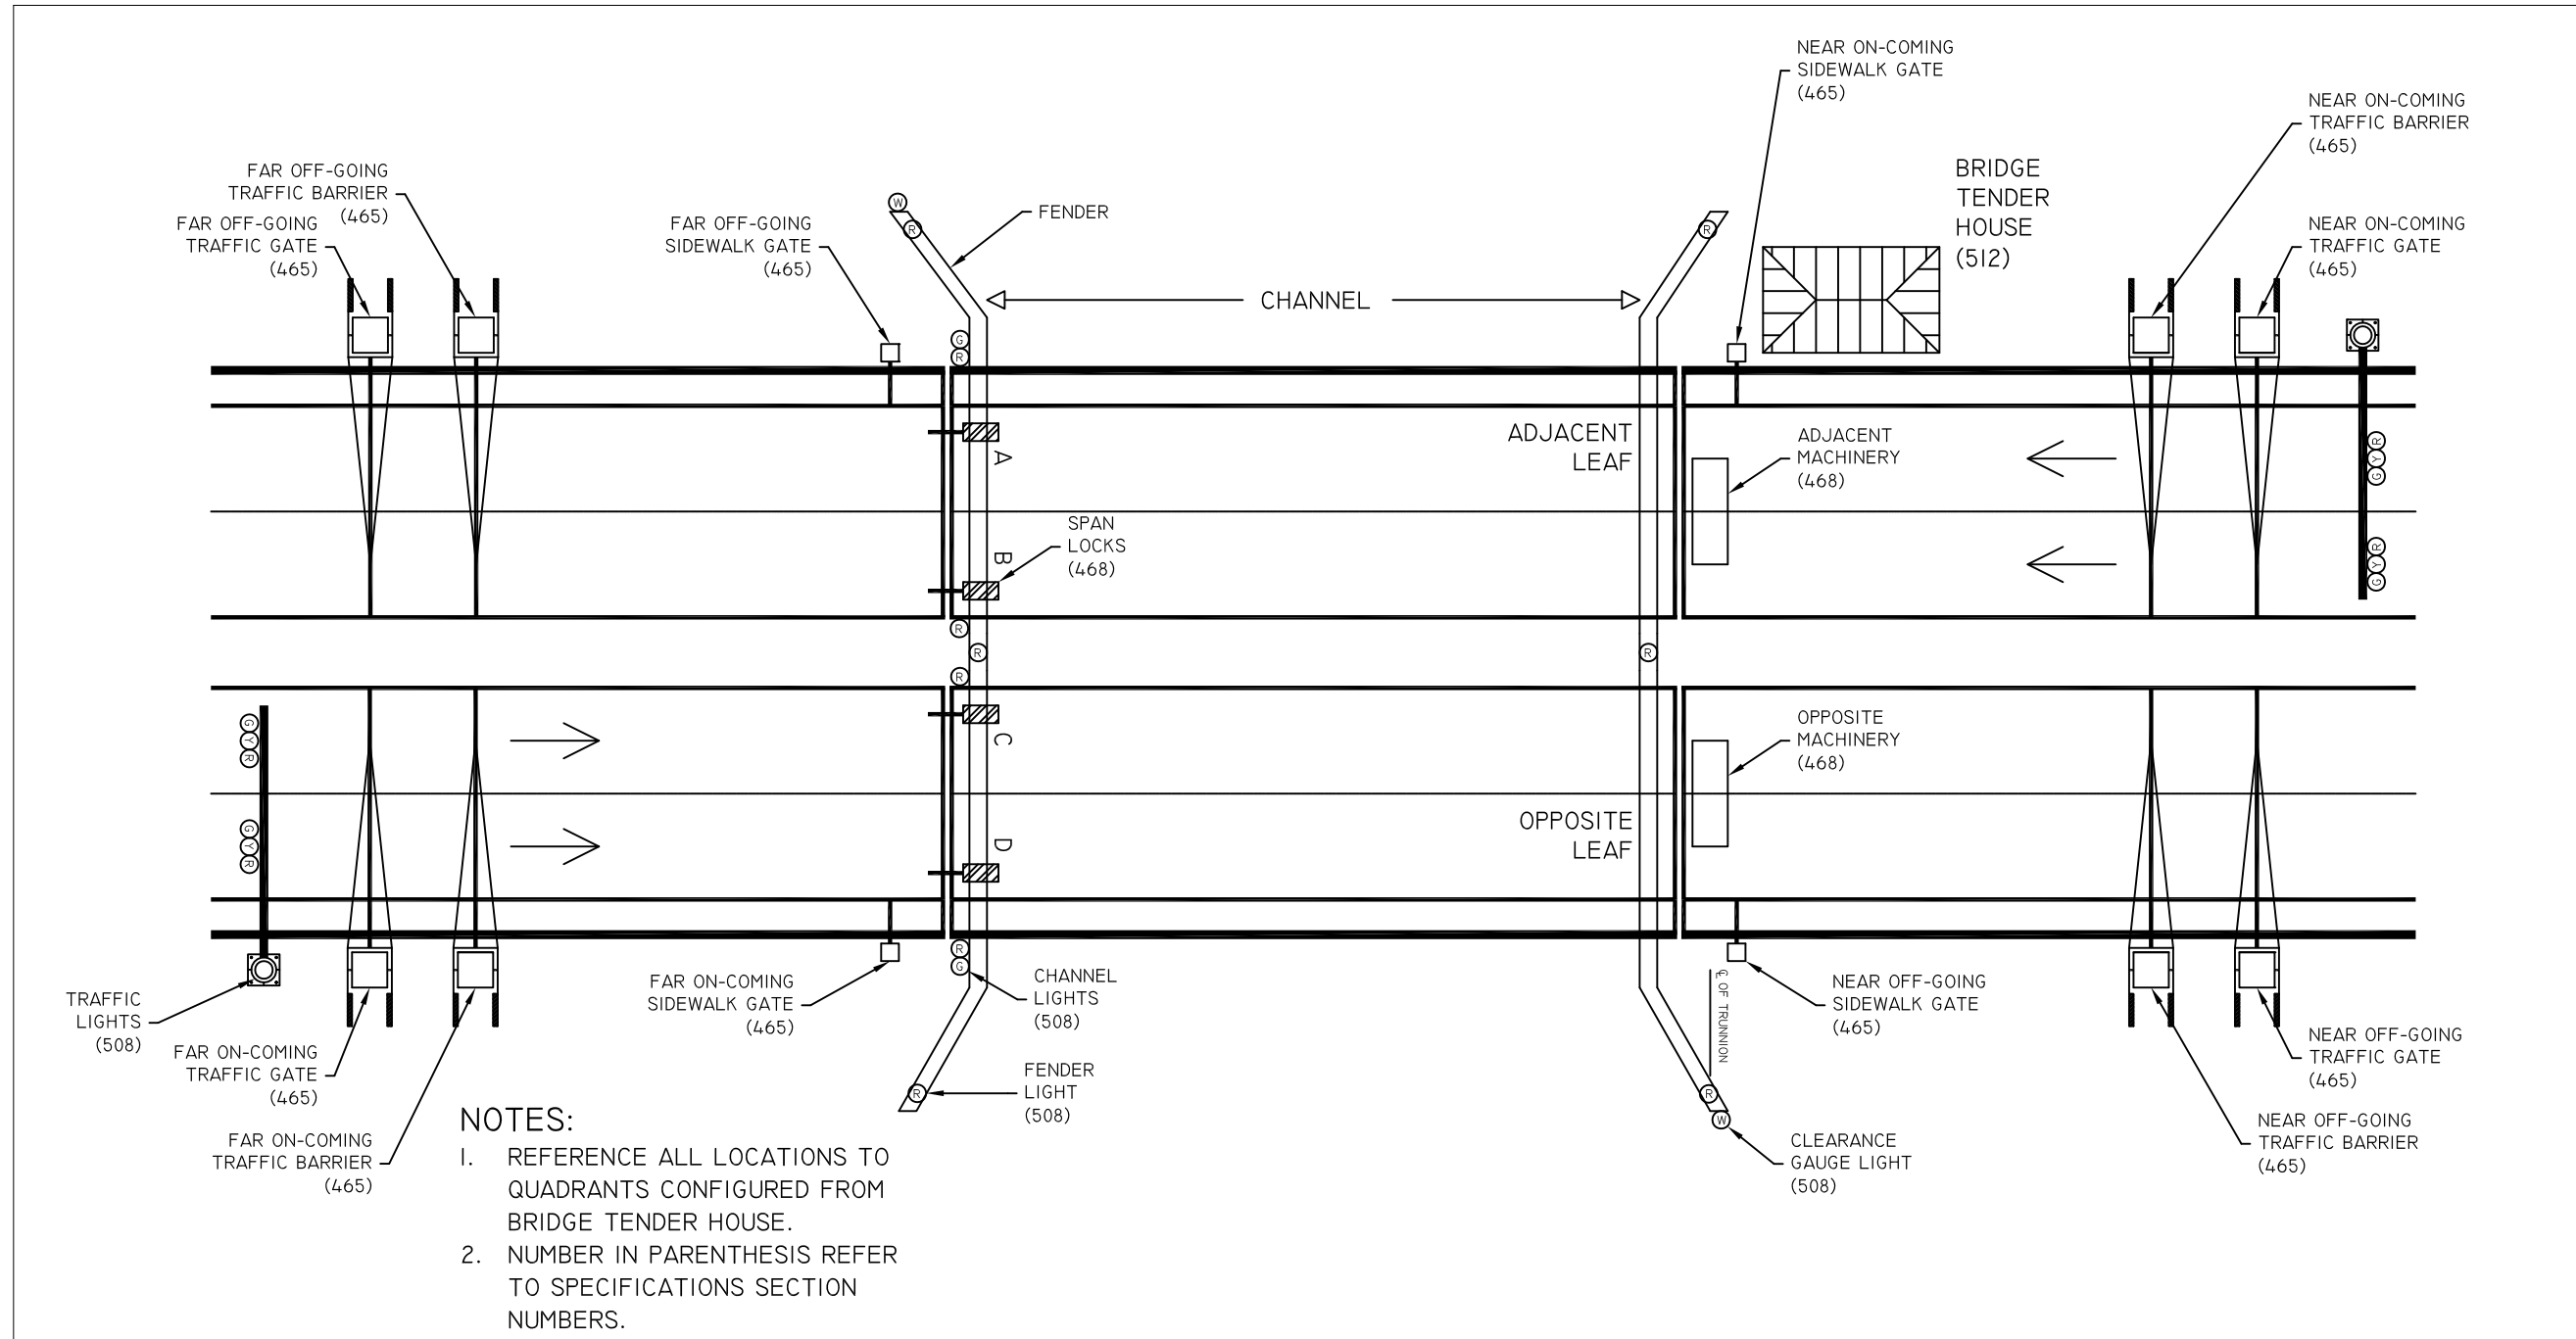 NEAR ON-COMING
SIDEWALK GATE
(465)
NEAR ON-COMING
TRAFFIC BARRIER
(465)
FAR OFF-GOING
TRAFFIC BARRIER
(465)
FAR OFF-GOING
TRAFFIC GATE
(465)
FAR OFF-GOING
SIDEWALK GATE
(465)
W
R
FENDER
R
BRIDGE
TENDER
HOUSE
(512)
NEAR ON-COMING
TRAFFIC GATE
(465)
CHANNEL
G
R
A
ADJACENT
LEAF
ADJACENT
MACHINERY
(468)
R
Y
G
B
SPAN
LOCKS
(468)
R
Y
G
R
R
R
R
G
Y
R
C
OPPOSITE
MACHINERY
(468)
G
Y
R
D
OPPOSITE
LEAF
R
G
TRAFFIC
LIGHTS
(508)
FAR ON-COMING
SIDEWALK GATE
(465)
CHANNEL
LIGHTS
(508)
℄ OF TRUNNION
NEAR OFF-GOING
SIDEWALK GATE
(465)
FAR ON-COMING
TRAFFIC GATE
(465)
NEAR OFF-GOING
TRAFFIC GATE
(465)
R
FENDER
LIGHT
(508)
R
W
FAR ON-COMING
TRAFFIC BARRIER
(465)
CLEARANCE
GAUGE LIGHT
(508)
NEAR OFF-GOING
TRAFFIC BARRIER
(465)
NOTES:
1. REFERENCE ALL LOCATIONS TO
QUADRANTS CONFIGURED FROM
BRIDGE TENDER HOUSE.
2. NUMBER IN PARENTHESIS REFER
TO SPECIFICATIONS SECTION
NUMBERS.